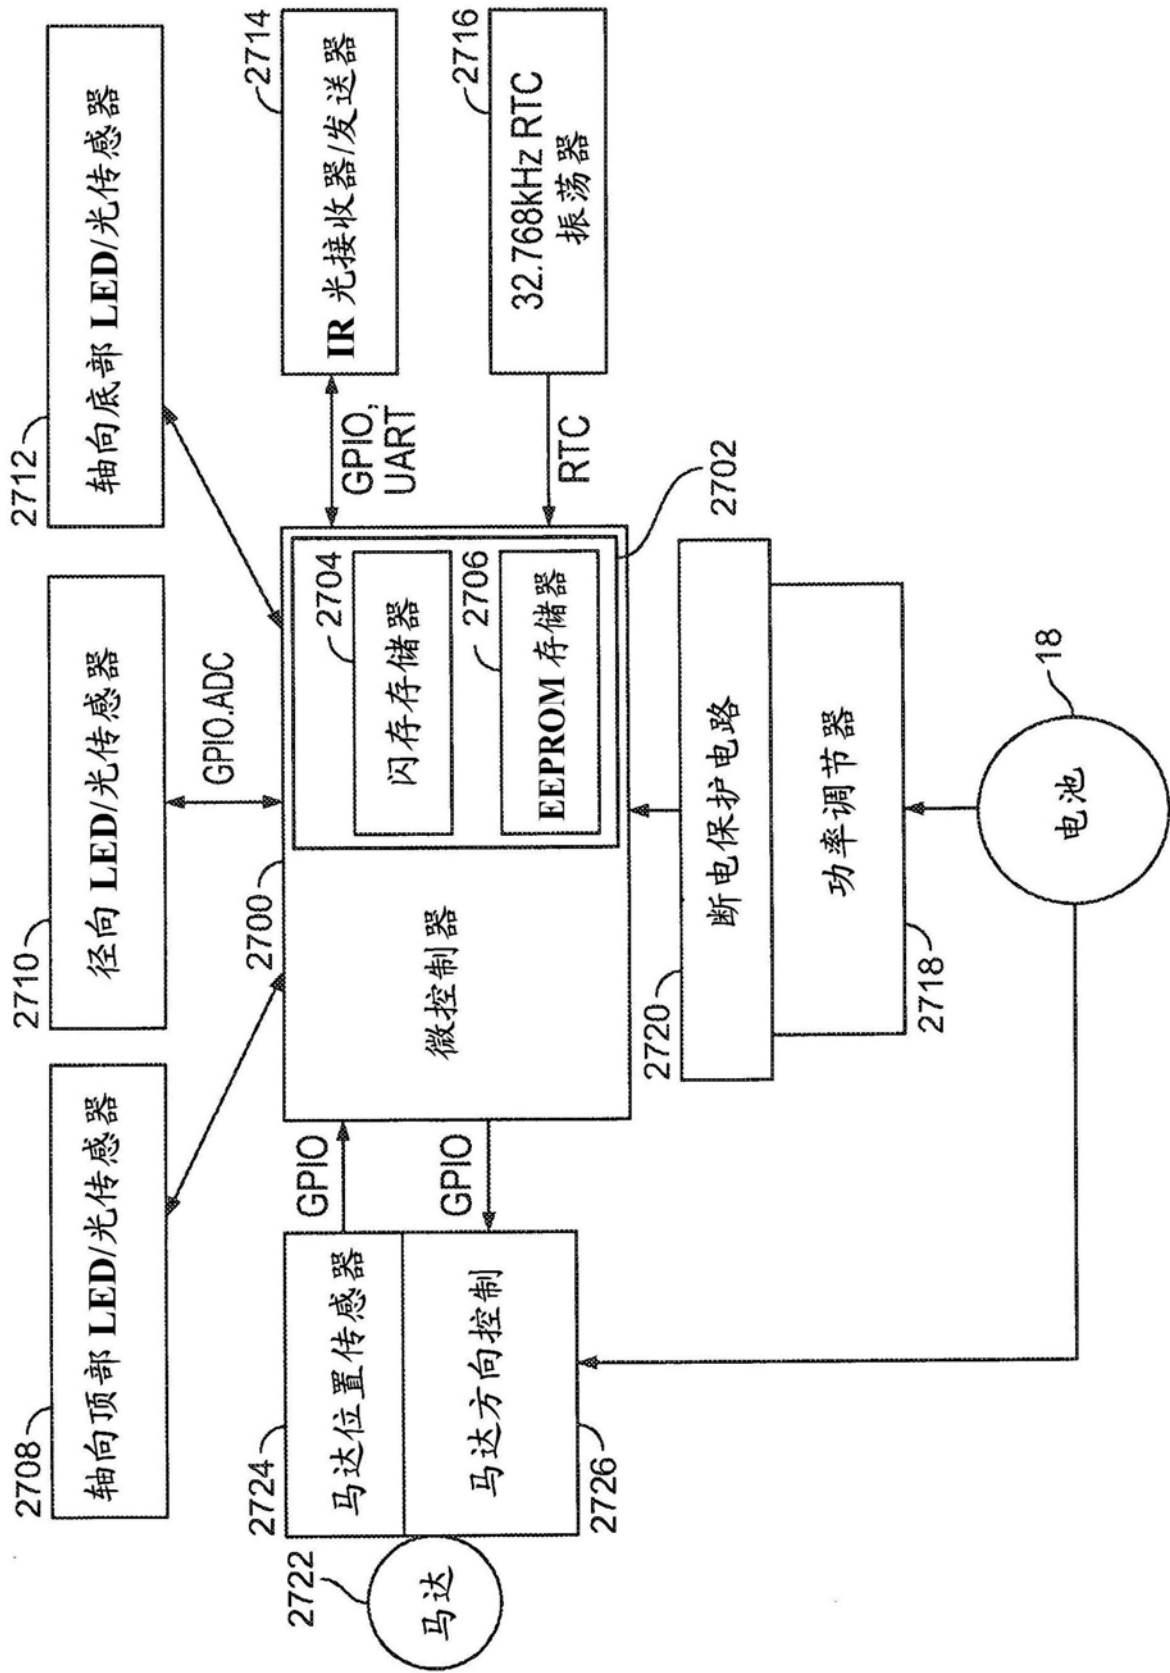 2708
轴向顶部 LED/光传感器
2710
径向 LED/光传感器
2712
轴向底部 LED/光传感器
GPIO.ADC
2722
马达
2724
马达位置传感器
马达方向控制
2726
GPIO
GPIO
2700
微控制器
2704
闪存存储器
2706
EEPROM 存储器
2702
GPIO,
UART
IR 光接收器/发送器
2714
RTC
32.768kHz RTC
振荡器
2716
2720
断电保护电路
功率调节器
2718
电池
18